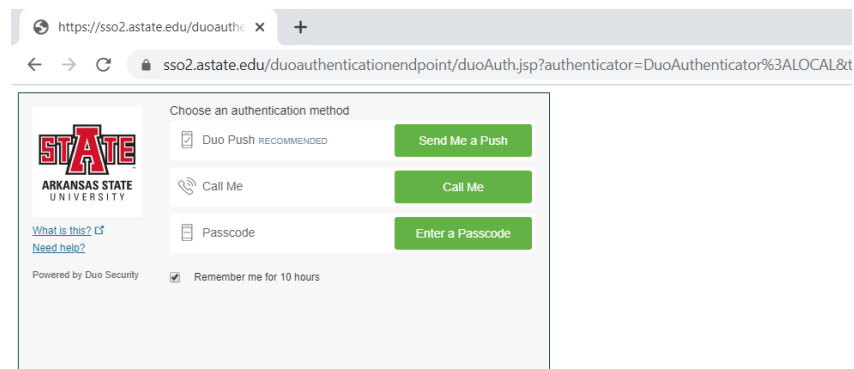 https://sso2.astate.edu/duoauthe
sso2.astate.edu/duoauthenticationendpoint/duoAuth.jsp?authenticator=DuoAuthenticator%3ALOCAL&t
Choose an authentication method
STATE
ARKANSAS STATE
UNIVERSITY
What is this?
Need help?
Powered by Duo Security
Duo Push RECOMMENDED
Send Me a Push
Call Me
Call Me
Passcode
Enter a Passcode
Remember me for 10 hours